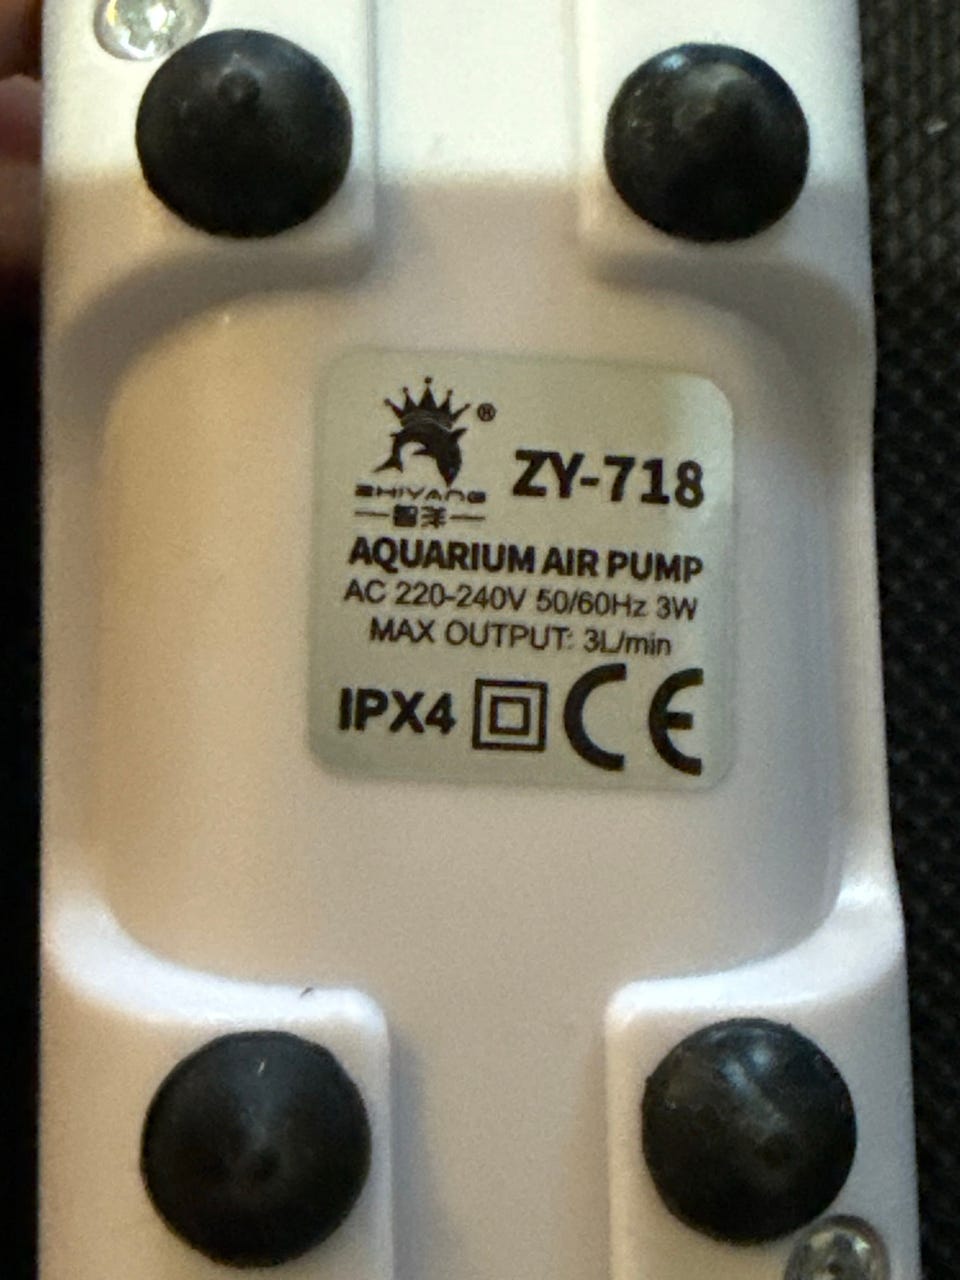 ®
ZHIYANG
智洋
ZY-718
AQUARIUM AIR PUMP
AC 220-240V 50/60Hz 3W
MAX OUTPUT: 3L/min
IPX4 CE